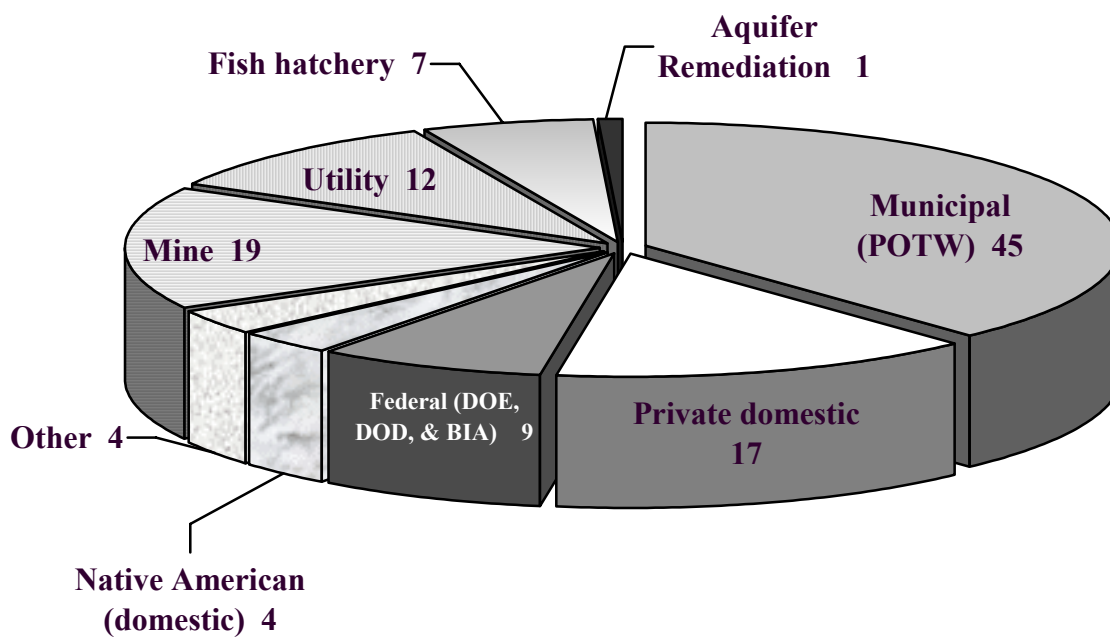 Aquifer
Remediation 1
Fish hatchery 7
Utility 12
Municipal
(POTW) 45
Mine 19
Federal (DOE,
DOD, & BIA) 9
Private domestic
17
Other 4
Native American
(domestic) 4